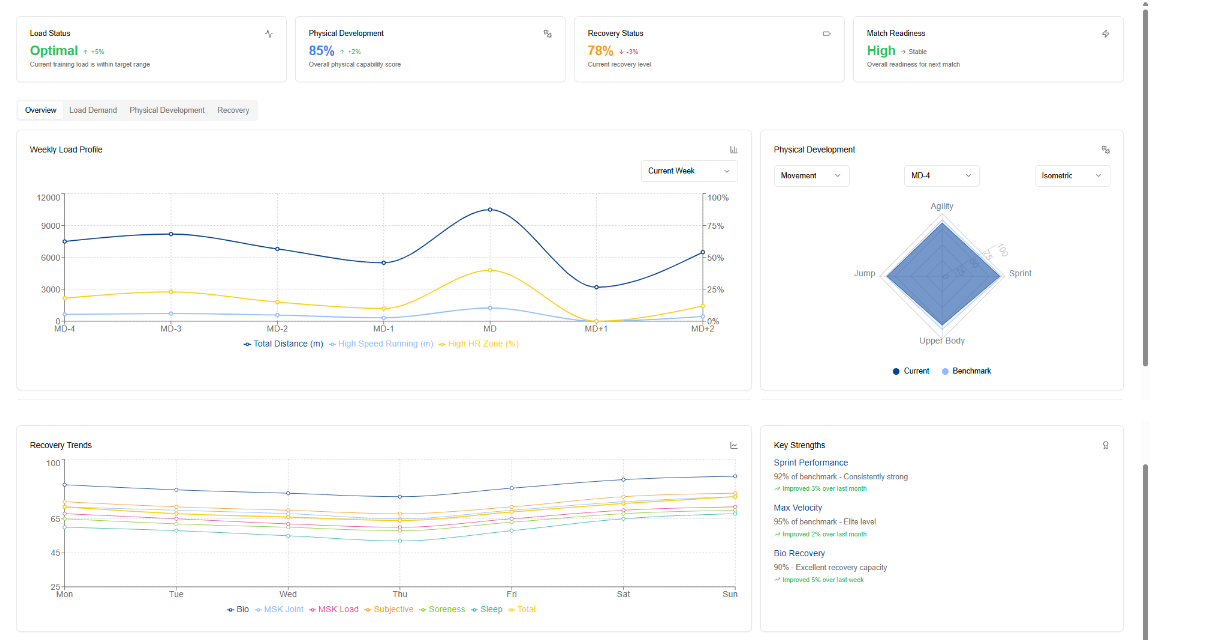 Load Status
Optimal ↑ +5%
Current training load is within target range
Physical Development
85% ↑ +2%
Overall physical capability score
Recovery Status
78% ↓ -3%
Current recovery level
Match Readiness
High → Stable
Overall readiness for next match
Overview Load Demand Physical Development Recovery
Weekly Load Profile
Current Week
12000
9000
6000
3000
0
100%
75%
50%
25%
0%
MD-4 MD-3 MD-2 MD-1 MD MD+1 MD+2
Total Distance (m) High Speed Running (m) High HR Zone (%)
Physical Development
Movement MD-4 Isometric
Agility
100
75
Jump Sprint
Upper Body
Current Benchmark
Recovery Trends
100
65
45
25
Mon Tue Wed Thu Fri Sat Sun
Bio MSK Joint MSK Load Subjective Soreness Sleep Total
Key Strengths
Sprint Performance
92% of benchmark - Consistently strong
Improved 3% over last month
Max Velocity
95% of benchmark - Elite level
Improved 2% over last month
Bio Recovery
90% - Excellent recovery capacity
Improved 5% over last week